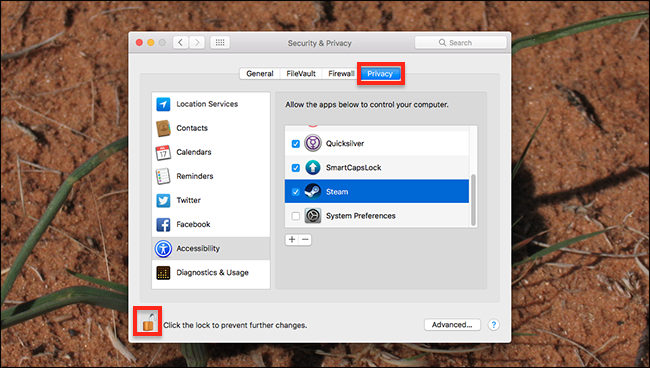 Security & Privacy
Search
General FileVault Firewall Privacy
Location Services
Contacts
JUL
17
Calendars
Reminders
Twitter
Facebook
Accessibility
Diagnostics & Usage
Allow the apps below to control your computer.
Quicksilver
SmartCapsLock
Steam
System Preferences
+ −
Click the lock to prevent further changes.
Advanced... ?